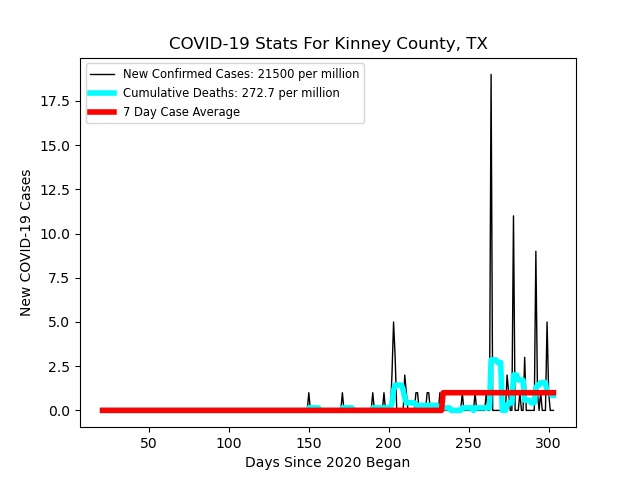 COVID-19 Stats For Kinney County, TX
New Confirmed Cases: 21500 per million
Cumulative Deaths: 272.7 per million
7 Day Case Average
New COVID-19 Cases
17.5
15.0
12.5
10.0
7.5
5.0
2.5
0.0
50 100 150 200 250 300
Days Since 2020 Began